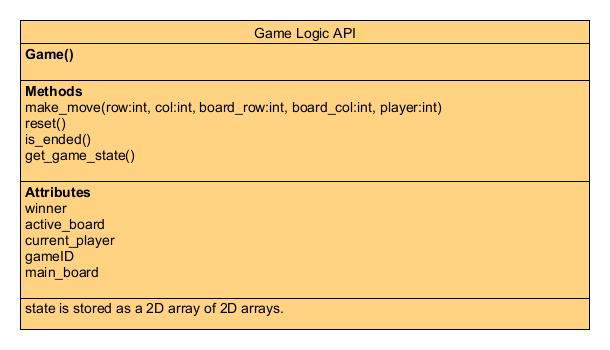 Game Logic API
Game()
Methods
make_move(row:int, col:int, board_row:int, board_col:int, player:int)
reset()
is_ended()
get_game_state()
Attributes
winner
active_board
current_player
gameID
main_board
state is stored as a 2D array of 2D arrays.